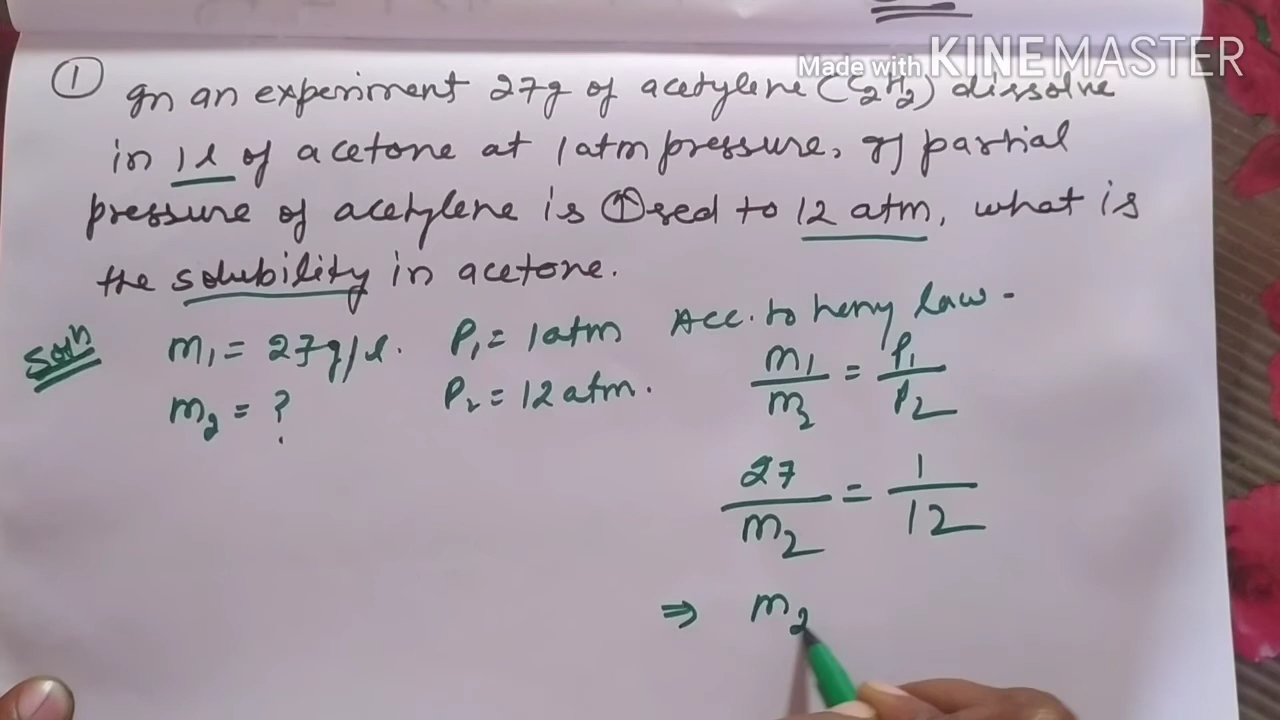 Made with KINEMASTER
① In an experiment 27g of acetylene (C₂H₂) dissolve
in 1l of acetone at 1atm pressure, If partial
pressure of acetylene is ↑sed to 12 atm, what is
the solubility in acetone.
Soln m₁ = 27g/l. P₁ = 1atm Acc. to henry law -
m₂ = ? P₂ = 12 atm.
m₁/m₂ = P₁/P₂
27/m₂ = 1/12
⇒ m₂